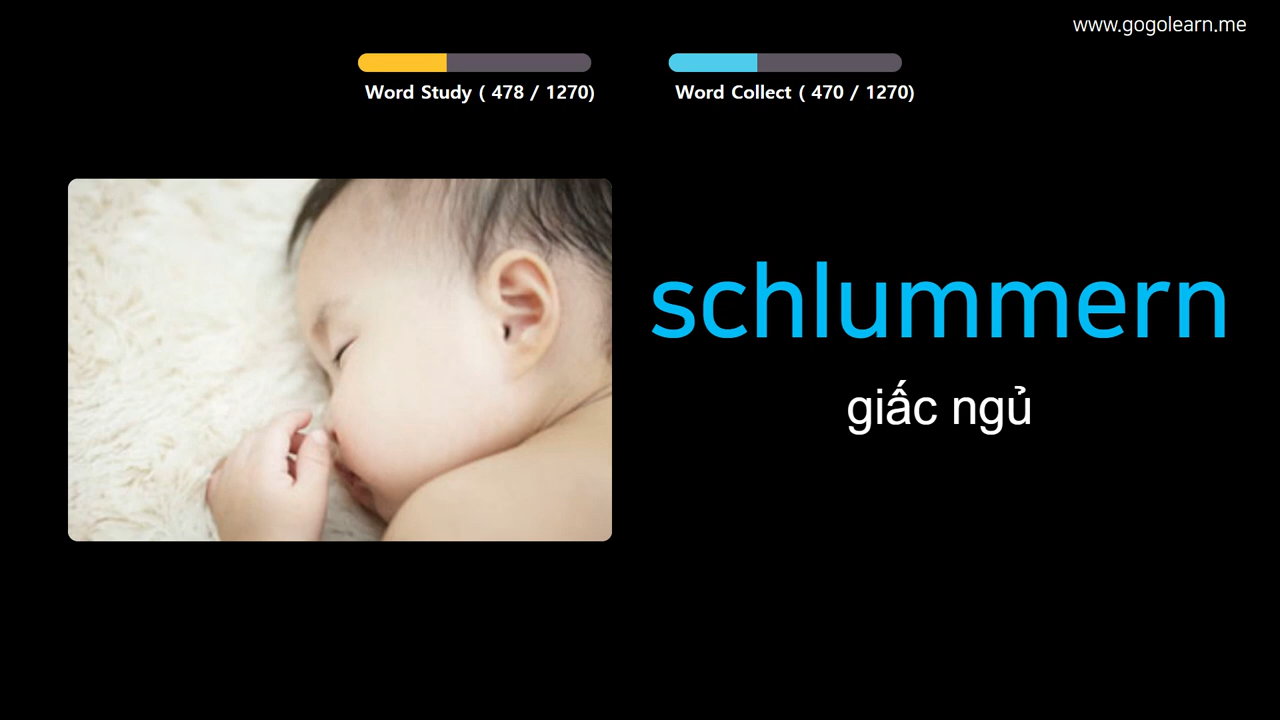 www.gogolearn.me
Word Study ( 478 / 1270)
Word Collect ( 470 / 1270)
schlummern
giấc ngủ